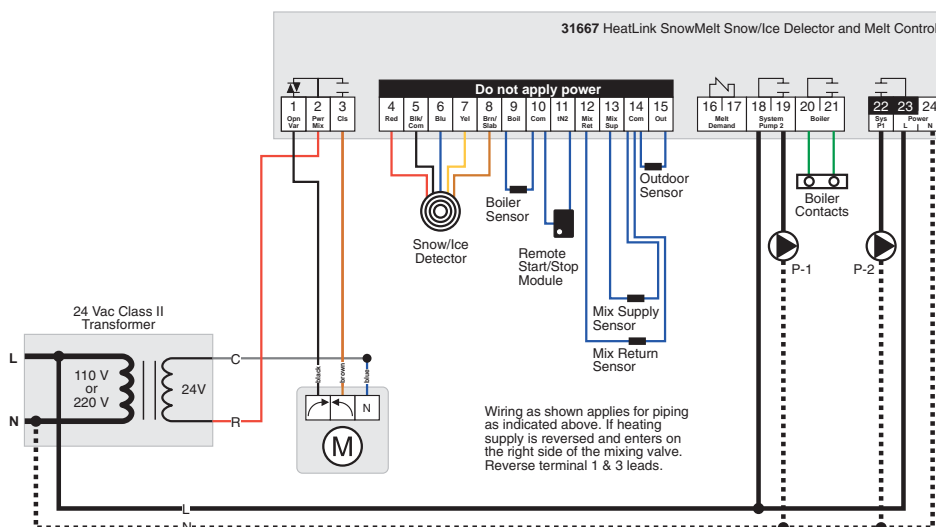 31667 HeatLink SnowMelt Snow/Ice Delector and Melt Control
Do not apply power
1 2 3 4 5 6 7 8 9 10 11 12 13 14 15 16 17 18 19 20 21 22 23 24
Opn Var
Pwr Mix
Cls
Red
Blk/ Com
Blu
Yel
Brn/ Slab
Boil
Com
tN2
Mix Ret
Mix Sup
Com
Out
Melt Demand
System Pump 2
Boiler
Sys P1
Power
L N
Snow/Ice
Detector
Boiler
Sensor
Remote
Start/Stop
Module
Outdoor
Sensor
Mix Supply
Sensor
Mix Return
Sensor
Boiler
Contacts
P-1
P-2
24 Vac Class II
Transformer
L
N
110 V
or
220 V
24V
C
R
black
brown
blue
N
M
Wiring as shown applies for piping
as indicated above. If heating
supply is reversed and enters on
the right side of the mixing valve.
Reverse terminal 1 & 3 leads.
L
N